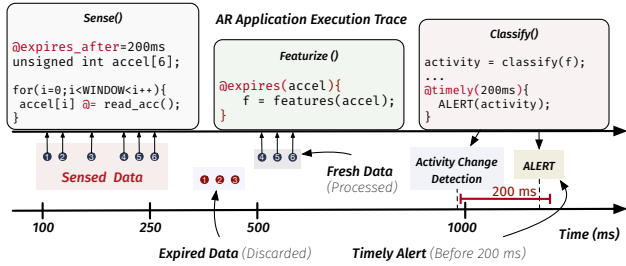 AR Application Execution Trace
Sense()
@expires_after=200ms
unsigned int accel[6];
for(i=0;i<WINDOW<i++){
accel[i] @= read_acc();
}
Featurize()
@expires(accel){
f = features(accel);
}
Classify()
activity = classify(f);
...
@timely(200ms){
ALERT(activity);
}
1 2 3 4 5 6
Sensed Data
1 2 3
4 5 6
Fresh Data
(Processed)
Activity Change
Detection
ALERT
200 ms
100 250 500 1000 Time (ms)
Expired Data (Discarded)
Timely Alert (Before 200 ms)